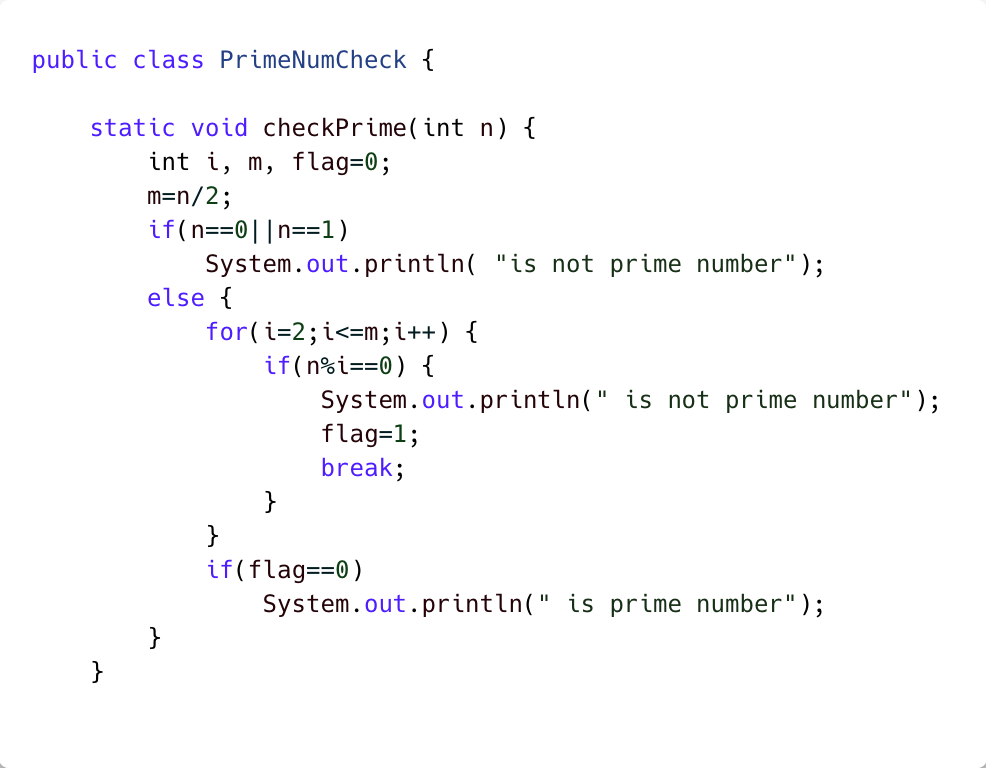 public class PrimeNumCheck {
static void checkPrime(int n) {
int i, m, flag=0;
m=n/2;
if(n==0||n==1)
System.out.println( "is not prime number");
else {
for(i=2;i<=m;i++) {
if(n%i==0) {
System.out.println(" is not prime number");
flag=1;
break;
}
}
if(flag==0)
System.out.println(" is prime number");
}
}